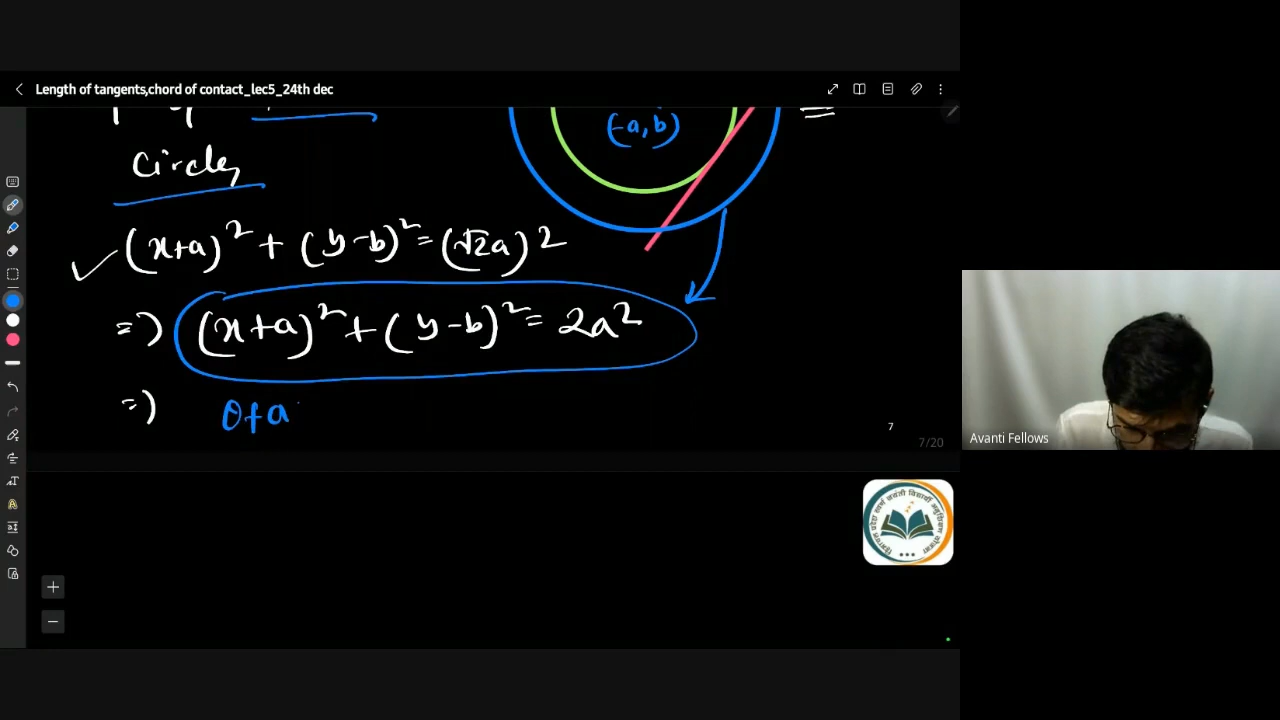 Length of tangents,chord of contact_lec5_24th dec
(-a, b)
Circle,
(x+a)² + (y-b)² = (√2a)²
=) (x+a)² + (y-b)² = 2a²
=) 0+a
7
7/20
Avanti Fellows